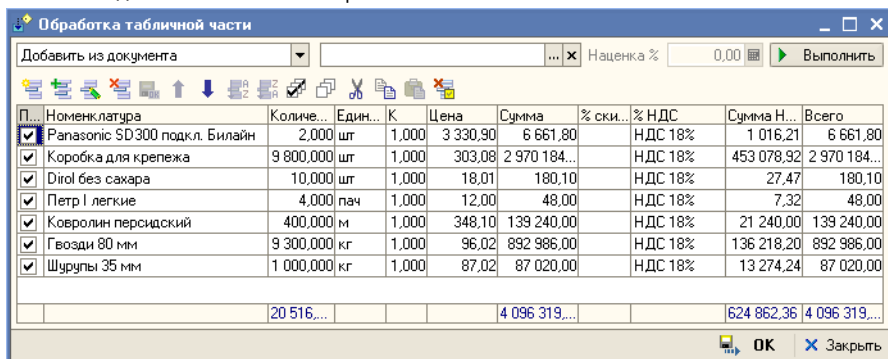 Обработка табличной части
Добавить из документа ... Наценка % 0,00 Выполнить
П... Номенклатура Количе... Един... К Цена Сумма % ски... % НДС Сумма Н... Всего
Panasonic SD300 подкл. Билайн 2,000 шт 1,000 3 330,90 6 661,80 НДС 18% 1 016,21 6 661,80
Коробка для крепежа 9 800,000 шт 1,000 303,08 2 970 184... НДС 18% 453 078,92 2 970 184...
Dirol без сахара 10,000 шт 1,000 18,01 180,10 НДС 18% 27,47 180,10
Петр I легкие 4,000 пач 1,000 12,00 48,00 НДС 18% 7,32 48,00
Ковролин персидский 400,000 м 1,000 348,10 139 240,00 НДС 18% 21 240,00 139 240,00
Гвозди 80 мм 9 300,000 кг 1,000 96,02 892 986,00 НДС 18% 136 218,20 892 986,00
Шурупы 35 мм 1 000,000 кг 1,000 87,02 87 020,00 НДС 18% 13 274,24 87 020,00
20 516,... 4 096 319,... 624 862,36 4 096 319,...
OK Закрыть